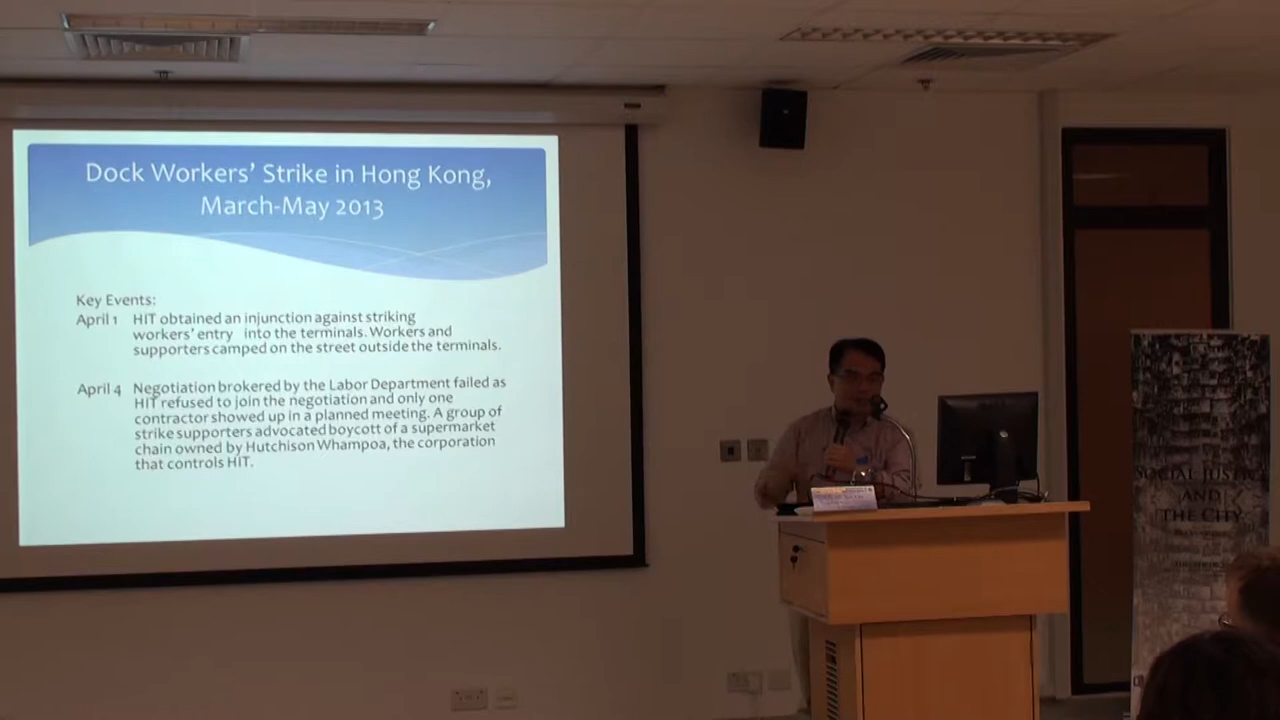 Dock Workers' Strike in Hong Kong,
March-May 2013
Key Events:
April 1 HIT obtained an injunction against striking
workers' entry into the terminals. Workers and
supporters camped on the street outside the terminals.
April 4 Negotiation brokered by the Labor Department failed as
HIT refused to join the negotiation and only one
contractor showed up in a planned meeting. A group of
strike supporters advocated boycott of a supermarket
chain owned by Hutchison Whampoa, the corporation
that controls HIT.
SOCIAL JUSTICE
AND
THE CITY